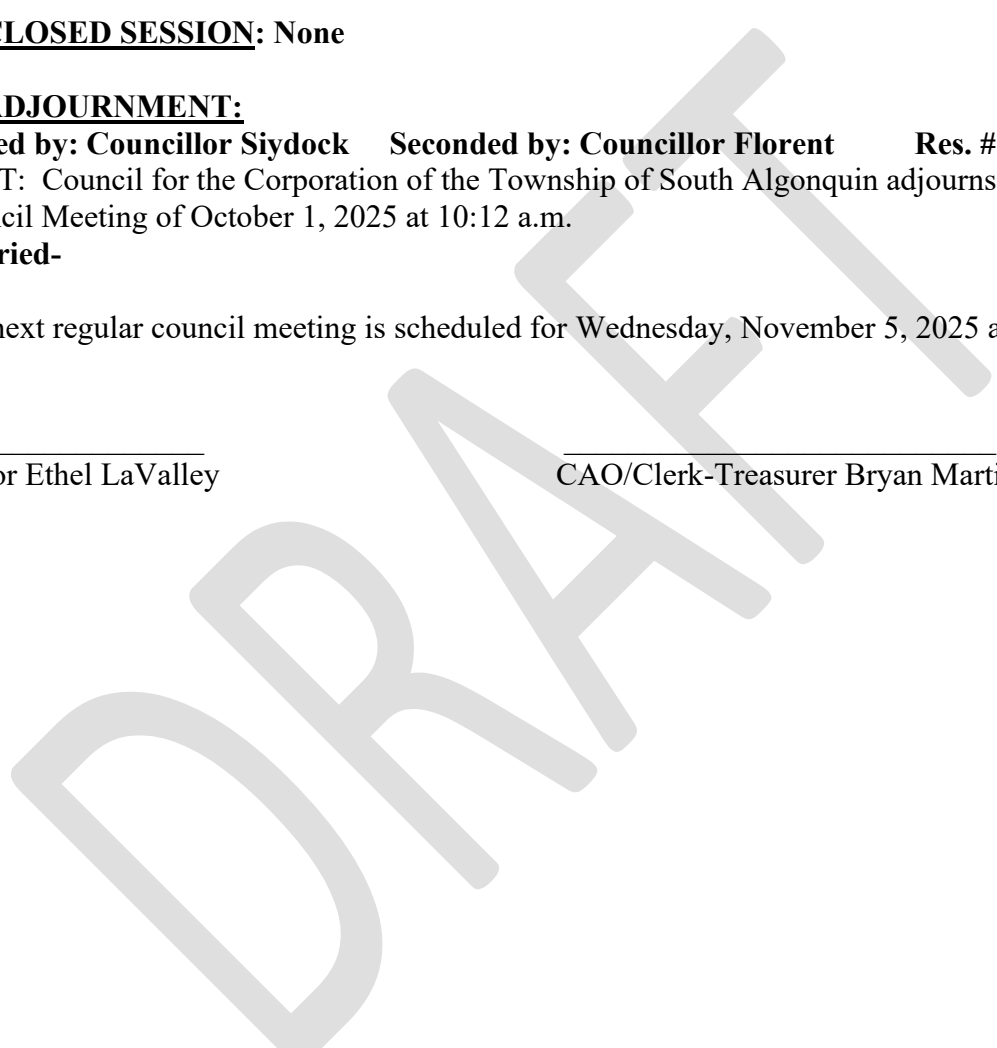 CLOSED SESSION: None
ADJOURNMENT:
ed by: Councillor Siydock Seconded by: Councillor Florent Res. #
T: Council for the Corporation of the Township of South Algonquin adjourns
cil Meeting of October 1, 2025 at 10:12 a.m.
ried-
next regular council meeting is scheduled for Wednesday, November 5, 2025 a
or Ethel LaValley CAO/Clerk-Treasurer Bryan Marti
DRAFT